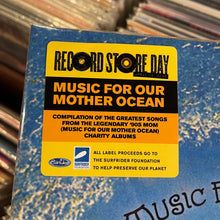 RECORD STORE DAY
MUSIC FOR OUR
MOTHER OCEAN
COMPILATION OF THE GREATEST SONGS
FROM THE LEGENDARY '90S MOM
(MUSIC FOR OUR MOTHER OCEAN)
CHARITY ALBUMS
SURFRIDER
FOUNDATION
ALL LABEL PROCEEDS GO TO
THE SURFRIDER FOUNDATION
TO HELP PRESERVE OUR PLANET
MUSIC F